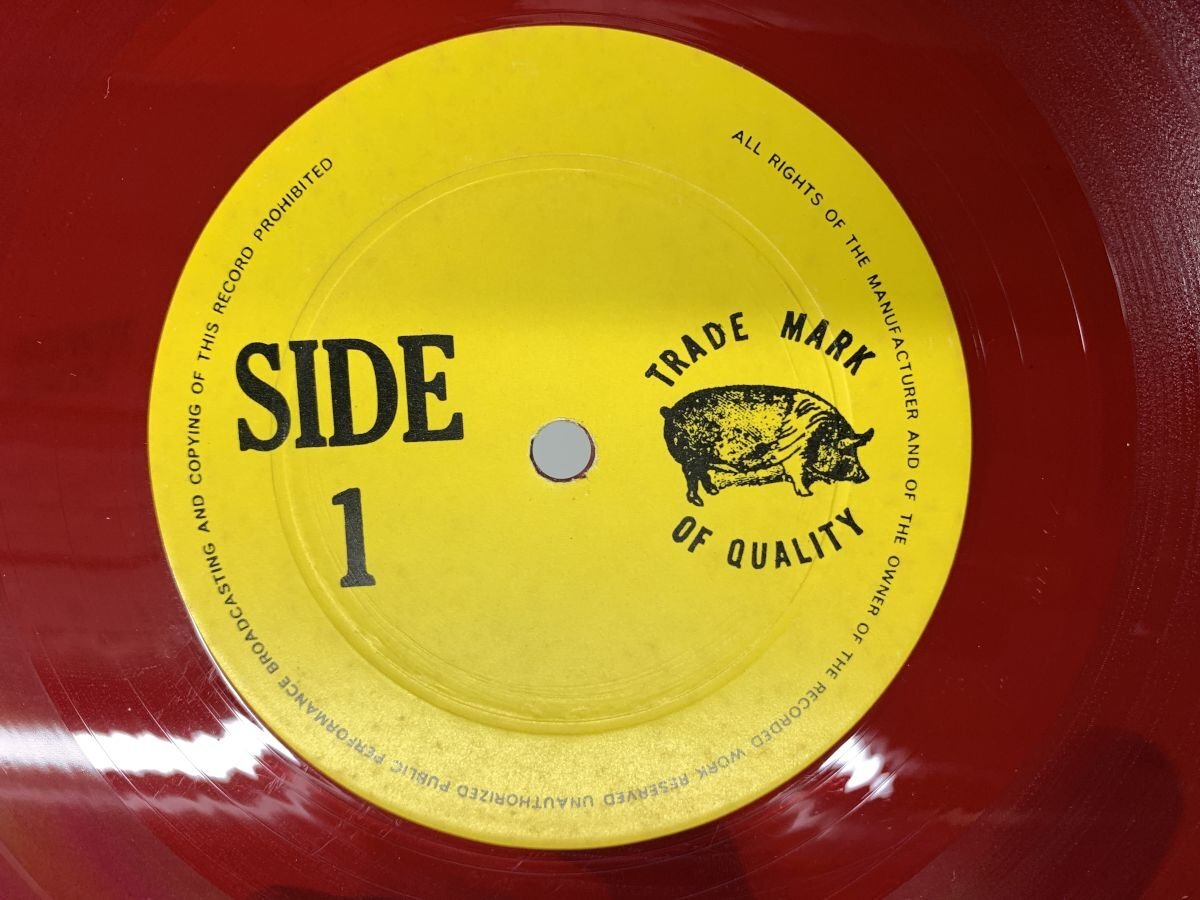 SIDE
1
TRADE MARK
OF QUALITY
ALL RIGHTS OF THE MANUFACTURER AND OF THE OWNER OF THE RECORDED WORK RESERVED UNAUTHORIZED PUBLIC PERFORMANCE BROADCASTING AND COPYING OF THIS RECORD PROHIBITED